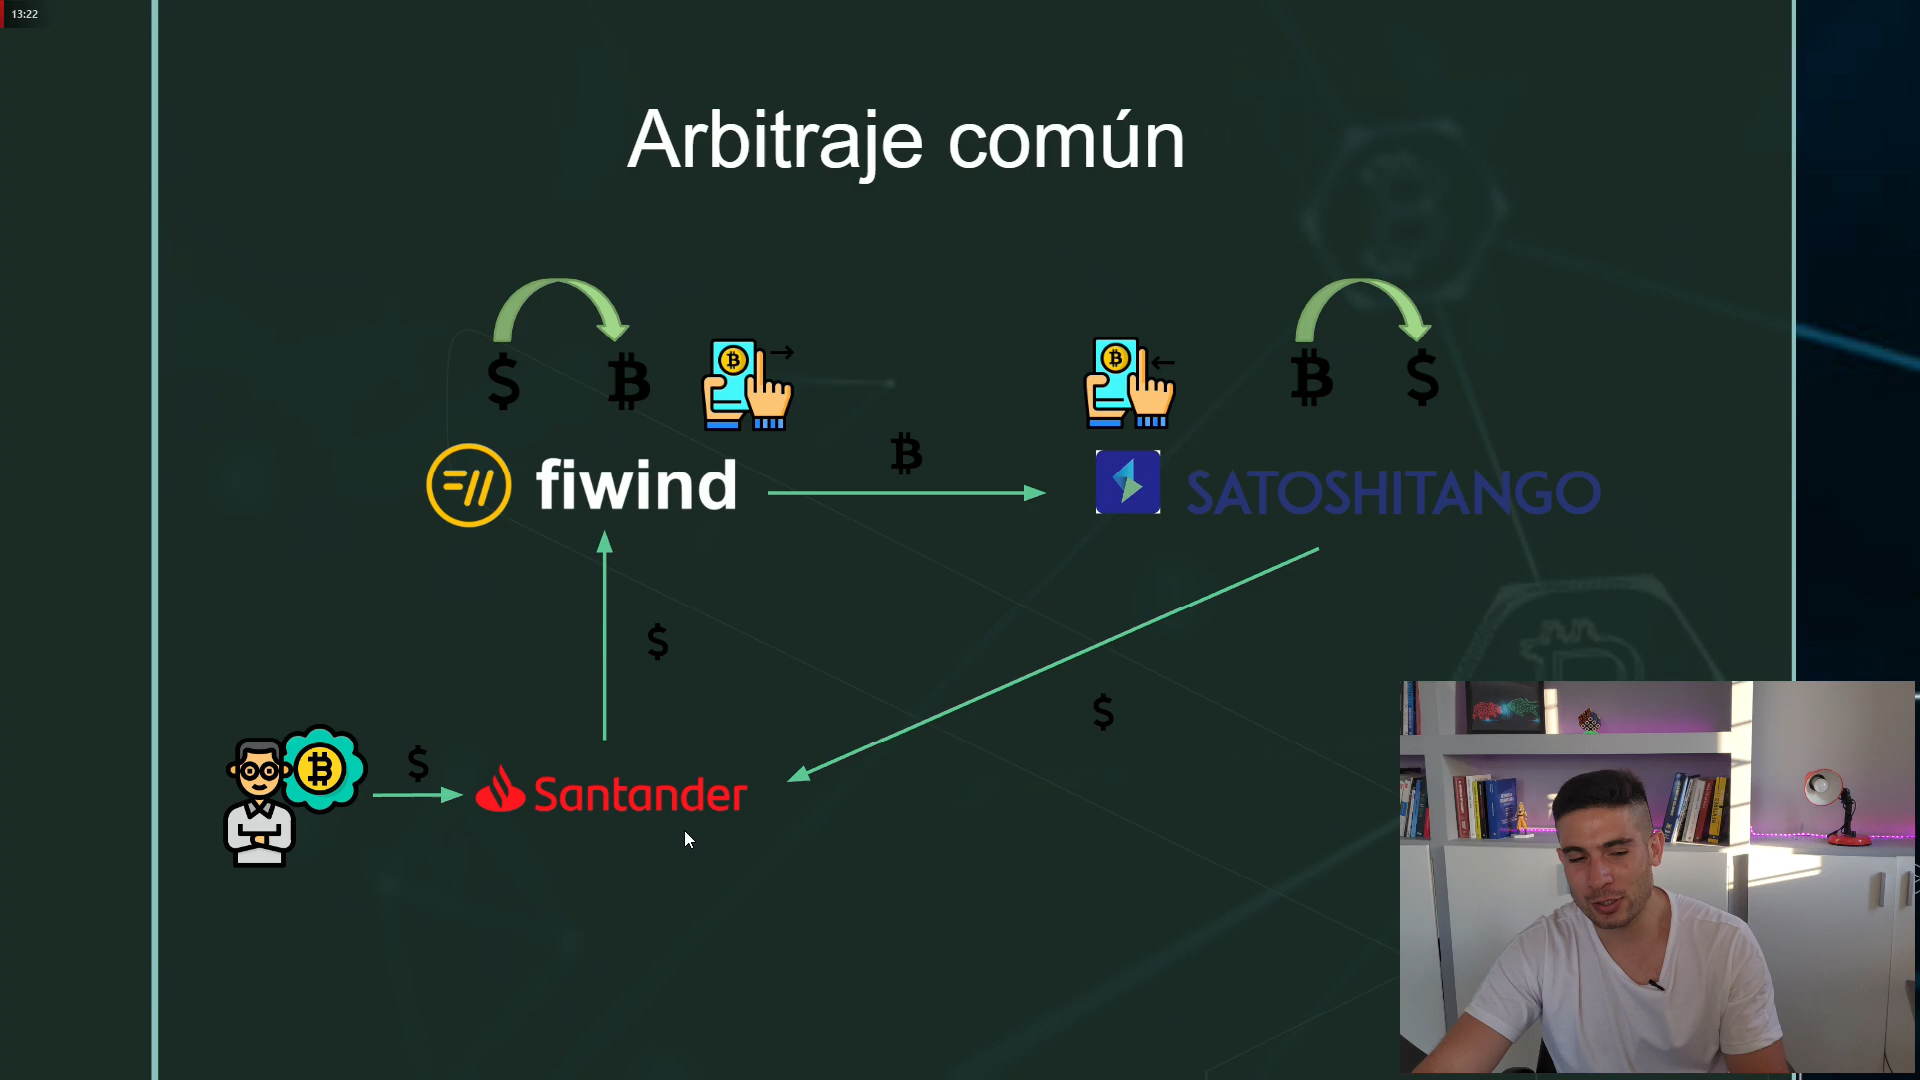 13:22
Arbitraje común
$ ₿
₿ $
fiwind
₿
SATOSHITANGO
$
$
$
Santander